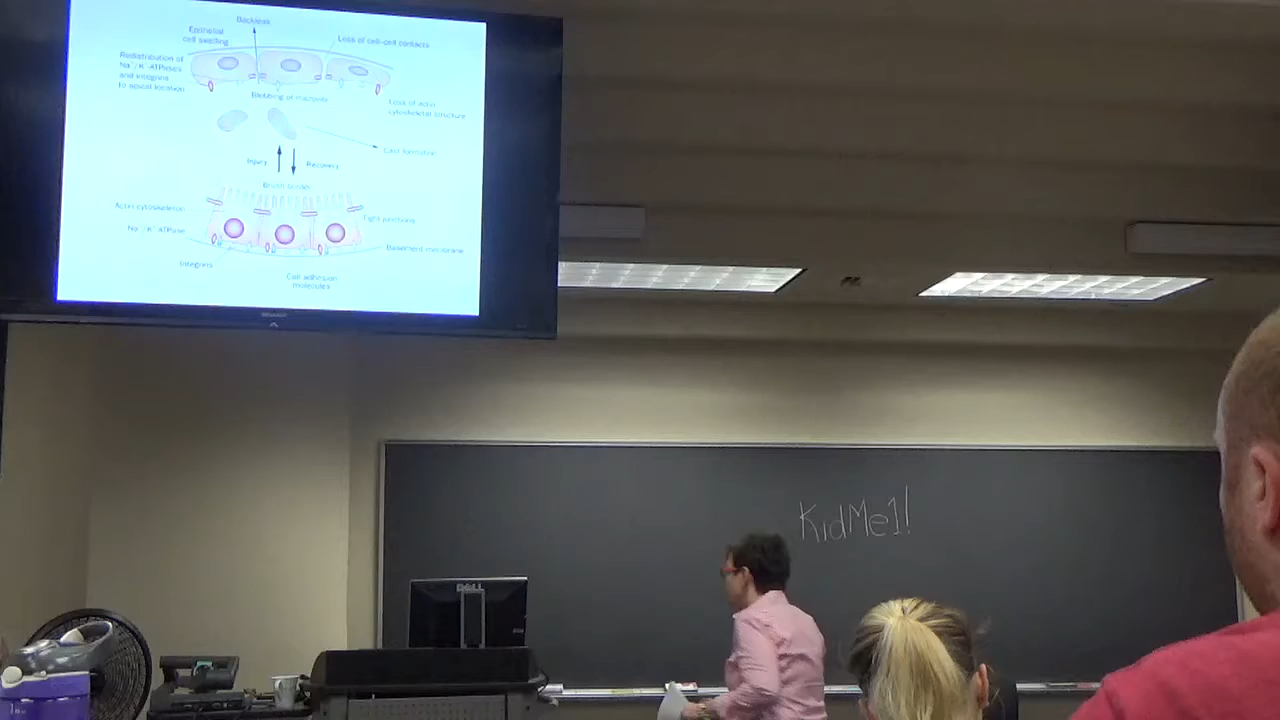 Backleak
Epithelial
cell swelling
Loss of cell-cell contacts
Redistribution of
Na⁺/K⁺-ATPases
and integrins
to apical location
Blebbing of microvilli
Loss of actin
cytoskeletal structure
Cast formation
Injury
Recovery
Brush border
Actin cytoskeleton
Tight junctions
Na⁺/K⁺-ATPase
Basement membrane
Integrins
Cell adhesion
molecules
KidMe1!
DELL